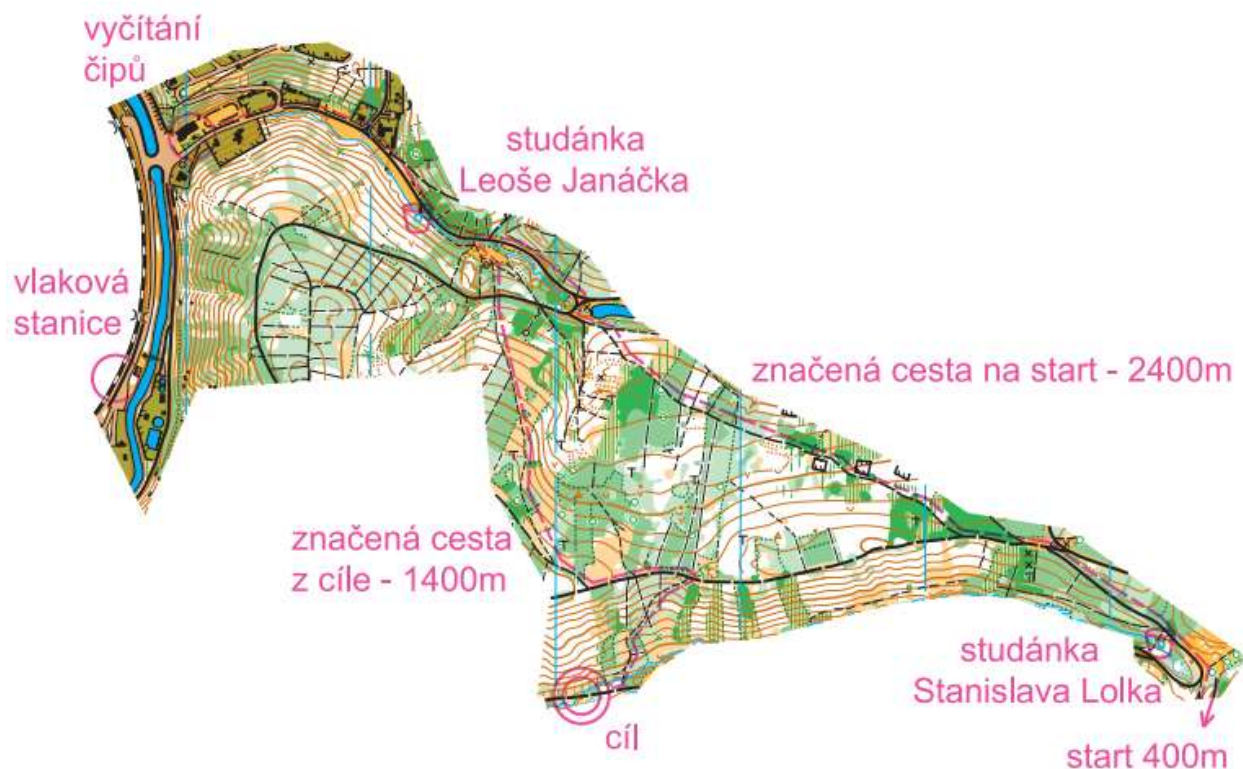 vyčítání
čipů
studánka
Leoše Janáčka
vlaková
stanice
značená cesta na start - 2400m
značená cesta
z cíle - 1400m
studánka
Stanislava Lolka
cíl
start 400m